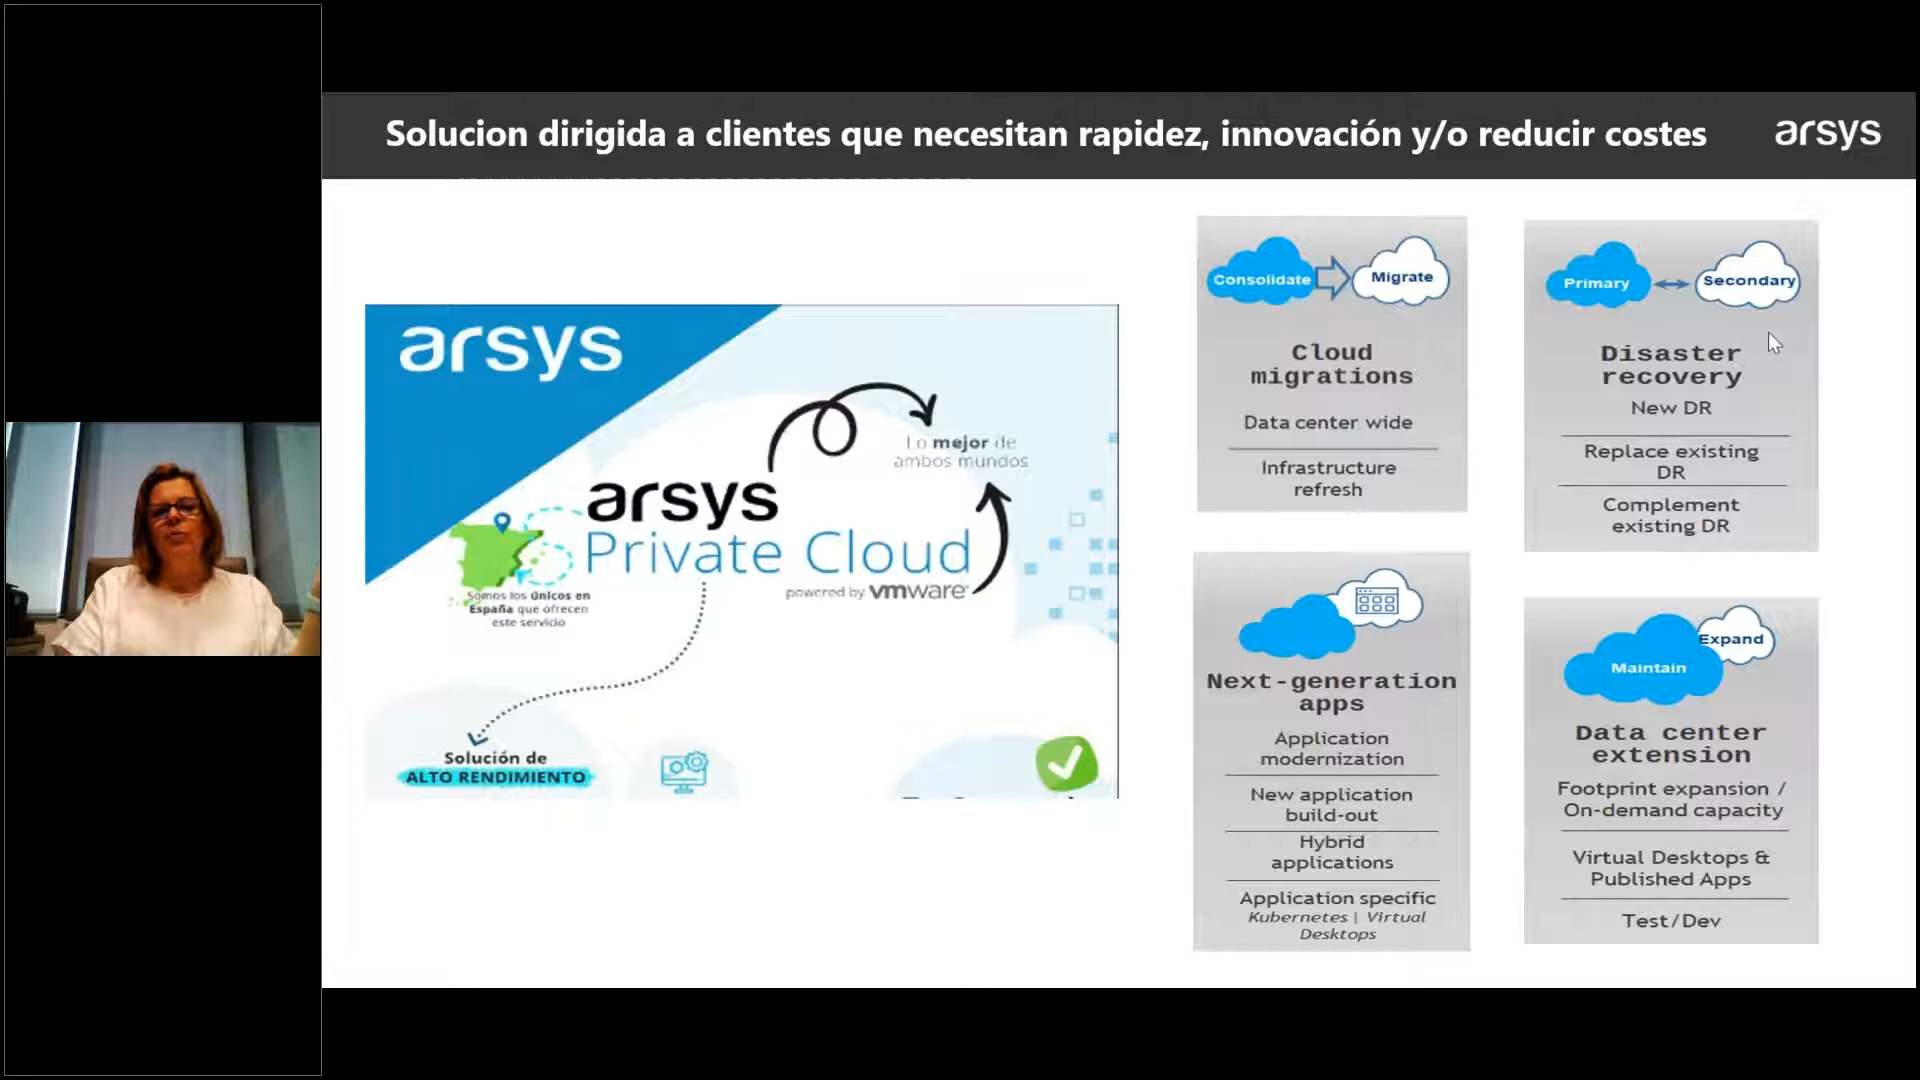 Solucion dirigida a clientes que necesitan rapidez, innovación y/o reducir costes
arsys
arsys
Lo mejor de
ambos mundos
arsys
Private Cloud
powered by vmware®
Somos los únicos en
España que ofrecen
este servicio
Solución de
ALTO RENDIMIENTO
Consolidate
Migrate
Cloud
migrations
Data center wide
Infrastructure
refresh
Primary
Secondary
Disaster
recovery
New DR
Replace existing
DR
Complement
existing DR
Next-generation
apps
Application
modernization
New application
build-out
Hybrid
applications
Application specific
Kubernetes | Virtual
Desktops
Maintain
Expand
Data center
extension
Footprint expansion /
On-demand capacity
Virtual Desktops &
Published Apps
Test/Dev